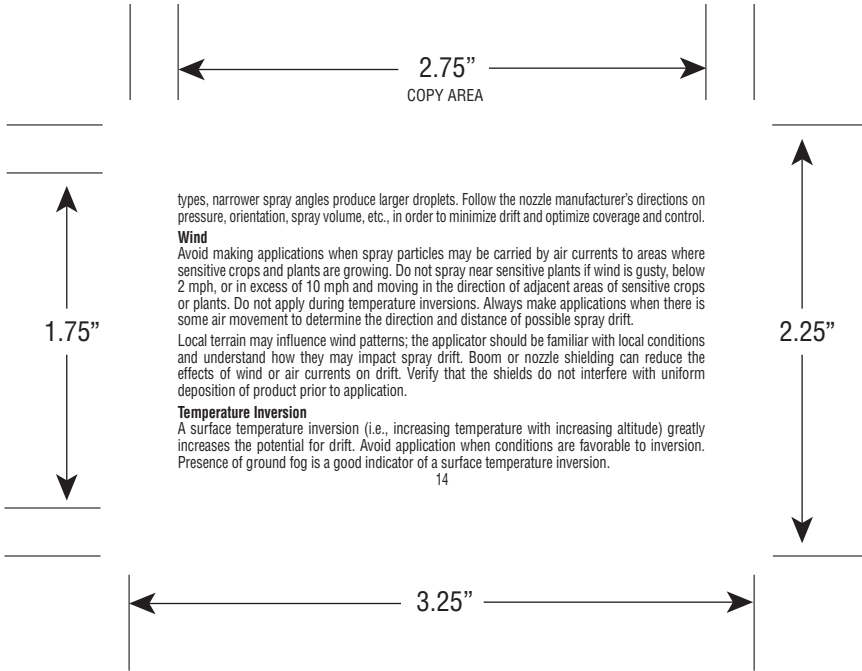 2.75”
COPY AREA
types, narrower spray angles produce larger droplets. Follow the nozzle manufacturer’s directions on
pressure, orientation, spray volume, etc., in order to minimize drift and optimize coverage and control.
Wind
Avoid making applications when spray particles may be carried by air currents to areas where
sensitive crops and plants are growing. Do not spray near sensitive plants if wind is gusty, below
2 mph, or in excess of 10 mph and moving in the direction of adjacent areas of sensitive crops
or plants. Do not apply during temperature inversions. Always make applications when there is
some air movement to determine the direction and distance of possible spray drift.
1.75”
2.25”
Local terrain may influence wind patterns; the applicator should be familiar with local conditions
and understand how they may impact spray drift. Boom or nozzle shielding can reduce the
effects of wind or air currents on drift. Verify that the shields do not interfere with uniform
deposition of product prior to application.
Temperature Inversion
A surface temperature inversion (i.e., increasing temperature with increasing altitude) greatly
increases the potential for drift. Avoid application when conditions are favorable to inversion.
Presence of ground fog is a good indicator of a surface temperature inversion.
14
3.25”